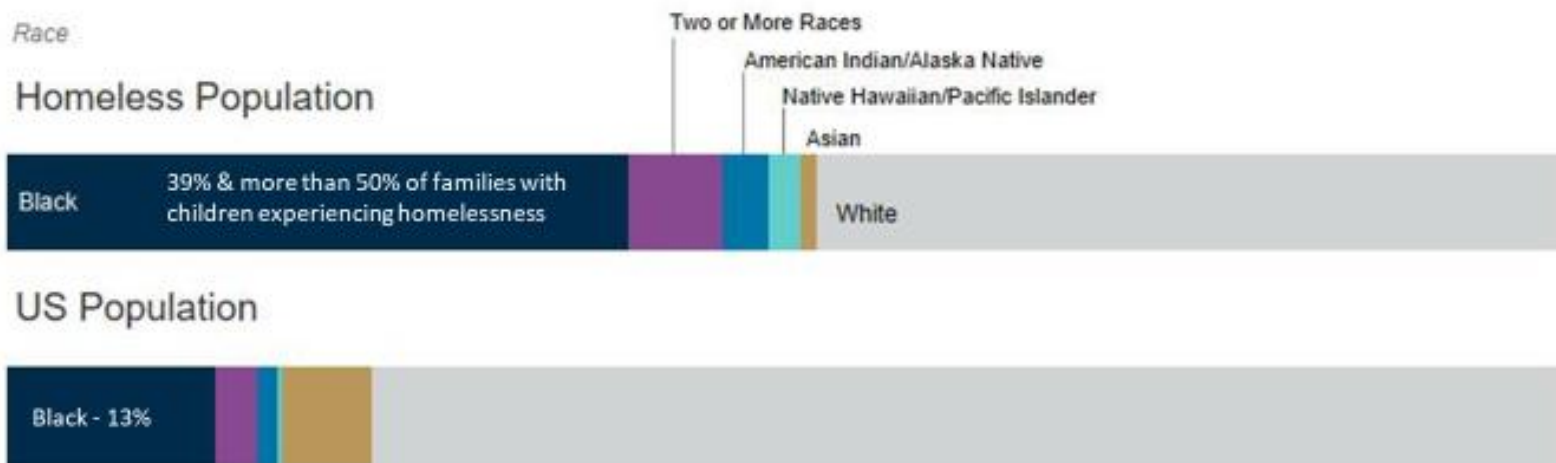 Race
Two or More Races
American Indian/Alaska Native
Homeless Population
Native Hawaiian/Pacific Islander
Asian
Black
39% & more than 50% of families with
children experiencing homelessness
White
US Population
Black - 13%